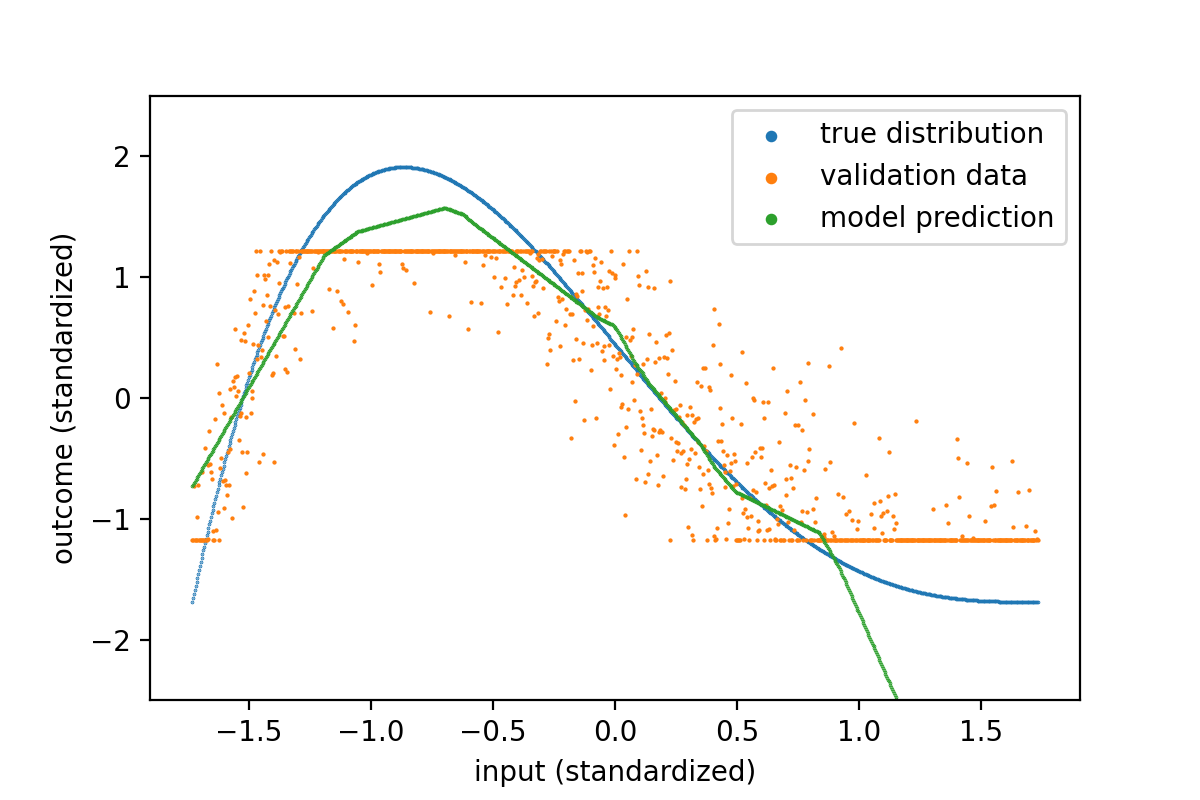 true distribution
validation data
model prediction
2
1
0
−1
−2
outcome (standardized)
−1.5 −1.0 −0.5 0.0 0.5 1.0 1.5
input (standardized)